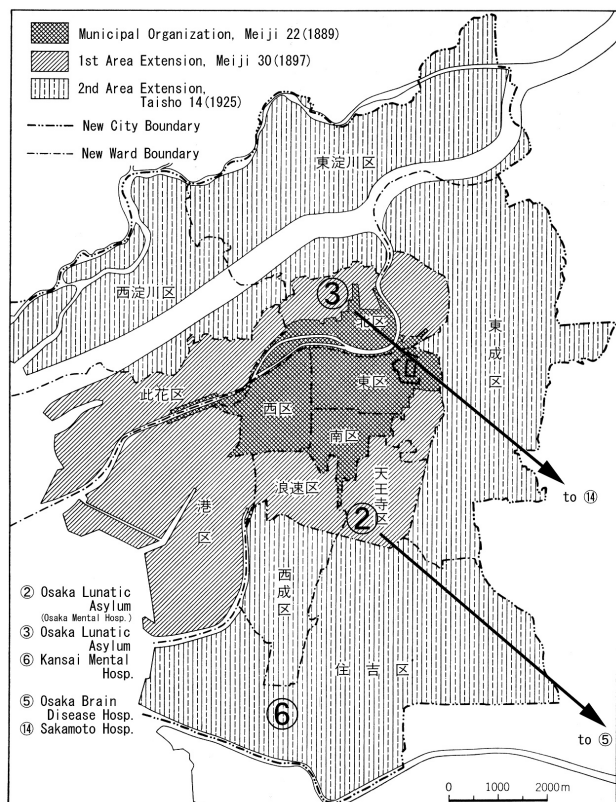 Municipal Organization, Meiji 22(1889)
1st Area Extension, Meiji 30(1897)
2nd Area Extension,
Taisho 14(1925)
New City Boundary
New Ward Boundary
東淀川区
西淀川区
③
北区
東成区
此花区
東区
西区
南区
to ⑭
浪速区
天王寺区
港区
②
西成区
住吉区
② Osaka Lunatic
Asylum
(Osaka Mental Hosp.)
③ Osaka Lunatic
Asylum
⑥ Kansai Mental
Hosp.
⑤ Osaka Brain
Disease Hosp.
⑭ Sakamoto Hosp.
⑥
to ⑤
0 1000 2000m